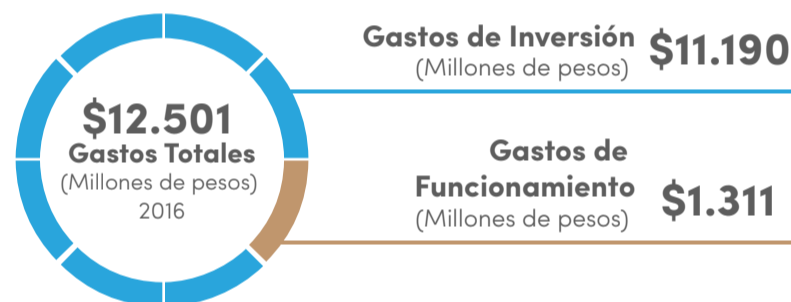 $12.501
Gastos Totales
(Millones de pesos)
2016
Gastos de Inversión $11.190
(Millones de pesos)
Gastos de
Funcionamiento $1.311
(Millones de pesos)